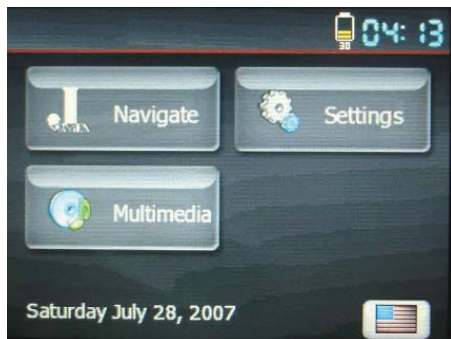 04:13
30
Navigate
Settings
Multimedia
Saturday July 28, 2007